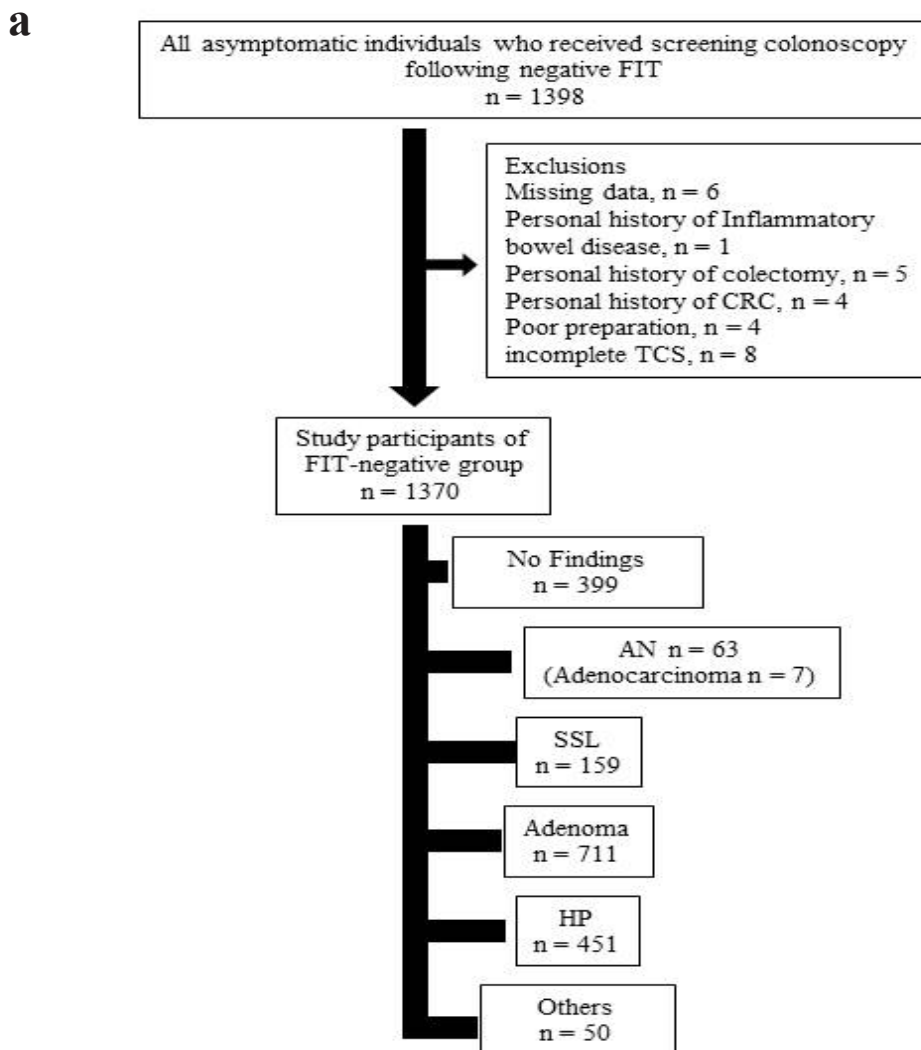 a
All asymptomatic individuals who received screening colonoscopy
following negative FIT
n = 1398
Exclusions
Missing data, n = 6
Personal history of Inflammatory
bowel disease, n = 1
Personal history of colectomy, n = 5
Personal history of CRC, n = 4
Poor preparation, n = 4
incomplete TCS, n = 8
Study participants of
FIT-negative group
n = 1370
No Findings
n = 399
AN n = 63
(Adenocarcinoma n = 7)
SSL
n = 159
Adenoma
n = 711
HP
n = 451
Others
n = 50